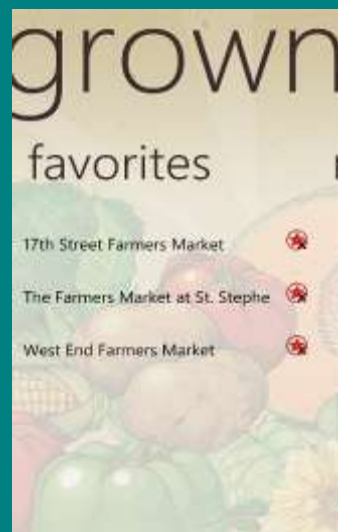 grown
favorites
17th Street Farmers Market
The Farmers Market at St. Stephe
West End Farmers Market